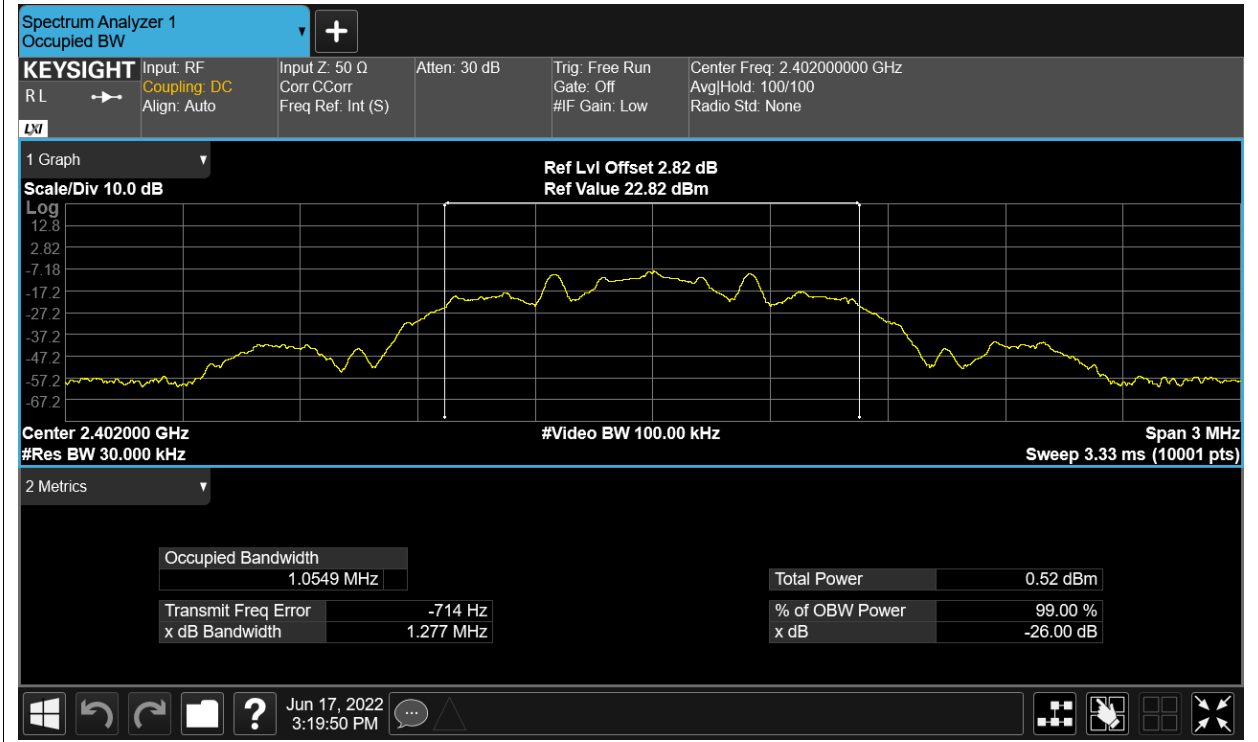 Spectrum Analyzer 1
Occupied BW
KEYSIGHT Input: RF Input Z: 50 Ω Atten: 30 dB Trig: Free Run Center Freq: 2.402000000 GHz
R L Coupling: DC Corr CCorr Gate: Off Avg|Hold: 100/100
Align: Auto Freq Ref: Int (S) #IF Gain: Low Radio Std: None
LXI
1 Graph
Ref Lvl Offset 2.82 dB
Scale/Div 10.0 dB Ref Value 22.82 dBm
Log
12.8
2.82
-7.18
-17.2
-27.2
-37.2
-47.2
-57.2
-67.2
Center 2.402000 GHz #Video BW 100.00 kHz Span 3 MHz
#Res BW 30.000 kHz Sweep 3.33 ms (10001 pts)
2 Metrics
Occupied Bandwidth
1.0549 MHz Total Power 0.52 dBm
Transmit Freq Error -714 Hz % of OBW Power 99.00 %
x dB Bandwidth 1.277 MHz x dB -26.00 dB
? Jun 17, 2022
3:19:50 PM